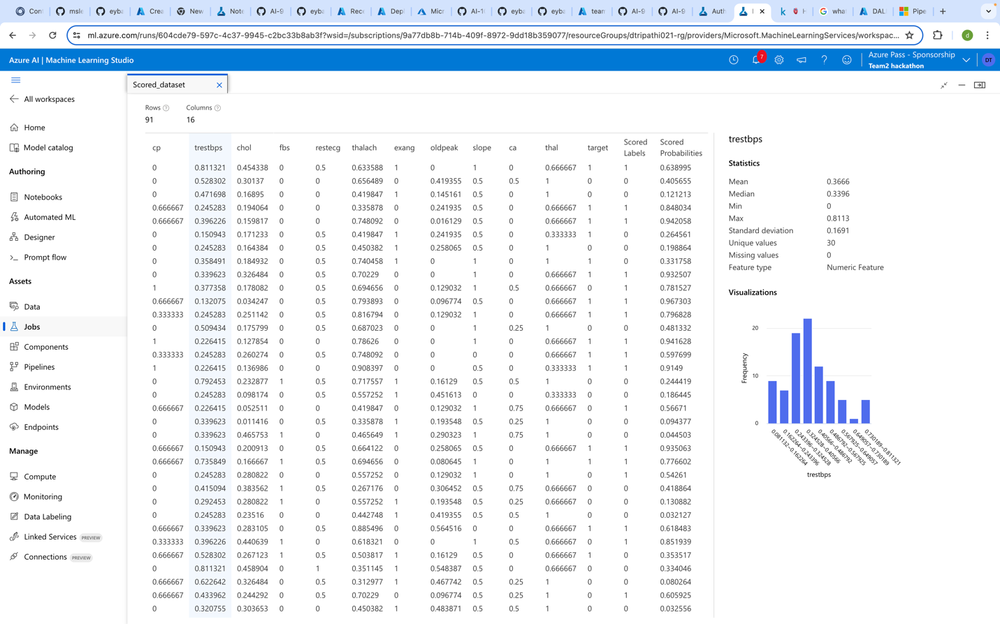 Cont
msle
eyba
Crea
New
Note
AI-9
eyba
Reco
Depl
Micr
AI-1
eyba
eyba
team
AI-9
AI-9
Auth
H
what
DAL
Pipe
ml.azure.com/runs/604cde79-597c-4c37-9945-c2bc33b8ab3f?wsid=/subscriptions/9a77db8b-714b-409f-8972-9dd18b359077/resourceGroups/dtripathi021-rg/providers/Microsoft.MachineLearningServices/workspac...
d
Azure AI | Machine Learning Studio
7
Azure Pass - Sponsorship
Team2 hackathon
DT
All workspaces
Home
Model catalog
Authoring
Notebooks
Automated ML
Designer
Prompt flow
Assets
Data
Jobs
Components
Pipelines
Environments
Models
Endpoints
Manage
Compute
Monitoring
Data Labeling
Linked Services PREVIEW
Connections PREVIEW
Scored_dataset
Rows Columns
91 16
cp trestbps chol fbs restecg thalach exang oldpeak slope ca thal target Scored Labels Scored Probabilities
0 0.811321 0.454338 0 0.5 0.633588 1 0 1 0 0.666667 1 1 0.638995
0 0.528302 0.30137 0 0 0.656489 0 0.419355 0.5 0.5 1 0 0 0.405655
0 0.471698 0.16895 0 0 0.419847 1 0.145161 0.5 0 1 0 0 0.121213
0.666667 0.245283 0.194064 0 0 0.335878 0 0.241935 0.5 0 0.666667 1 1 0.848034
0.666667 0.396226 0.159817 0 0 0.748092 0 0.016129 0.5 0 0.666667 1 1 0.942058
0 0.150943 0.171233 0 0.5 0.419847 1 0.241935 0.5 0 0.333333 1 0 0.264561
0 0.245283 0.164384 0 0.5 0.450382 1 0.258065 0.5 0 1 0 0 0.198864
0 0.358491 0.184932 0 0.5 0.740458 1 0 1 0 1 1 0 0.331758
0 0.339623 0.326484 0 0.5 0.70229 0 0 1 0 0.666667 1 1 0.932507
1 0.377358 0.178082 0 0.5 0.694656 0 0.129032 1 0.5 0.666667 0 1 0.781527
0.666667 0.132075 0.034247 0 0.5 0.793893 0 0.096774 0.5 0 0.666667 1 1 0.967303
0.333333 0.245283 0.251142 0 0.5 0.816794 0 0.129032 1 0 0.666667 1 1 0.796828
0 0.509434 0.175799 0 0.5 0.687023 0 0 1 0.25 1 0 0 0.481332
1 0.226415 0.127854 0 0 0.78626 0 0 1 0 0.666667 1 1 0.941628
0.333333 0.245283 0.260274 0 0.5 0.748092 0 0 0 0 0.666667 1 1 0.597699
1 0.226415 0.136986 0 0 0.908397 0 0 0.5 0 0.333333 1 1 0.9149
0 0.792453 0.232877 1 0.5 0.717557 1 0.16129 0.5 0.5 1 0 0 0.244419
0 0.245283 0.098174 0 0.5 0.557252 1 0.451613 0 0 0.333333 0 0 0.186445
0.666667 0.226415 0.052511 0 0 0.419847 0 0.129032 1 0.75 0.666667 0 1 0.56671
0 0.339623 0.011416 0 0.5 0.335878 1 0.193548 0.5 0.25 1 0 0 0.094377
0 0.339623 0.465753 1 0 0.465649 1 0.290323 1 0.75 1 0 0 0.044503
0.666667 0.150943 0.200913 0 0 0.664122 0 0.258065 0.5 0 0.666667 1 1 0.935063
0.666667 0.735849 0.166667 1 0.5 0.694656 0 0.080645 1 0 1 1 1 0.776602
0 0.245283 0.280822 0 0 0.557252 0 0.129032 1 0 1 0 1 0.54261
0 0.415094 0.383562 1 0.5 0.267176 0 0.306452 0.5 0.75 0.666667 0 0 0.418864
0 0.292453 0.280822 1 0 0.557252 1 0.193548 0.5 0.25 0.666667 0 0 0.130882
0 0.245283 0.23516 0 0 0.442748 1 0.419355 0.5 0.5 1 0 0 0.032127
0.666667 0.339623 0.283105 0 0 0.885496 0 0.564516 0 0 0.666667 1 1 0.618483
0.333333 0.396226 0.440639 1 0 0.618321 0 0 1 0.5 0.666667 0 1 0.851939
0.666667 0.528302 0.267123 1 0.5 0.503817 1 0.16129 0.5 0 0.666667 1 0 0.353517
0 0.811321 0.458904 0 1 0.351145 1 0.548387 0.5 0 0.666667 0 0 0.334046
0.666667 0.622642 0.326484 0 0.5 0.312977 1 0.467742 0.5 0.25 1 0 0 0.080264
0.666667 0.433962 0.244292 0 0.5 0.70229 0 0.096774 0.5 0.25 1 0 1 0.605925
0 0.320755 0.303653 0 0 0.450382 1 0.483871 0.5 0.5 1 0 0 0.032556
trestbps
Statistics
Mean 0.3666
Median 0.3396
Min 0
Max 0.8113
Standard deviation 0.1691
Unique values 30
Missing values 0
Feature type Numeric Feature
Visualizations
Frequency
20
10
0
0.081132–0.162264
0.162264–0.243396
0.243396–0.324528
0.324528–0.40566
0.40566–0.486792
0.486792–0.567925
0.567925–0.649057
0.649057–0.730189
0.730189–0.811321
trestbps